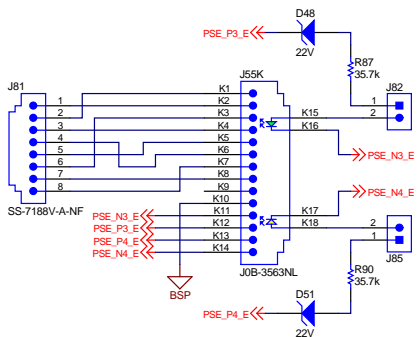 D48
PSE_P3_E
22V
R87
35.7k
J81
J55K
J82
1
2
3
4
5
6
7
8
SS-7188V-A-NF
K1
K2
K3
K4
K5
K6
K7
K8
K9
K10
K11
K12
K13
K14
K15
K16
K17
K18
1
2
PSE_N3_E
PSE_N4_E
PSE_N3_E
PSE_P3_E
PSE_P4_E
PSE_N4_E
2
1
J85
J0B-3563NL
BSP
R90
35.7k
D51
PSE_P4_E
22V